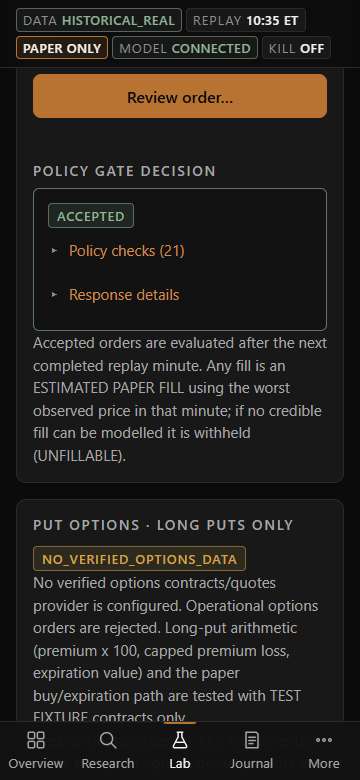 DATA HISTORICAL_REAL REPLAY 10:35 ET
PAPER ONLY MODEL CONNECTED KILL OFF
Review order...
POLICY GATE DECISION
ACCEPTED
Policy checks (21)
Response details
Accepted orders are evaluated after the next
completed replay minute. Any fill is an
ESTIMATED PAPER FILL using the worst
observed price in that minute; if no credible
fill can be modelled it is withheld
(UNFILLABLE).
PUT OPTIONS · LONG PUTS ONLY
NO_VERIFIED_OPTIONS_DATA
No verified options contracts/quotes
provider is configured. Operational options
orders are rejected. Long-put arithmetic
(premium x 100, capped premium loss,
expiration value) and the paper
buy/expiration path are tested with TEST
FIXTURE contracts only
Overview Research Lab Journal More